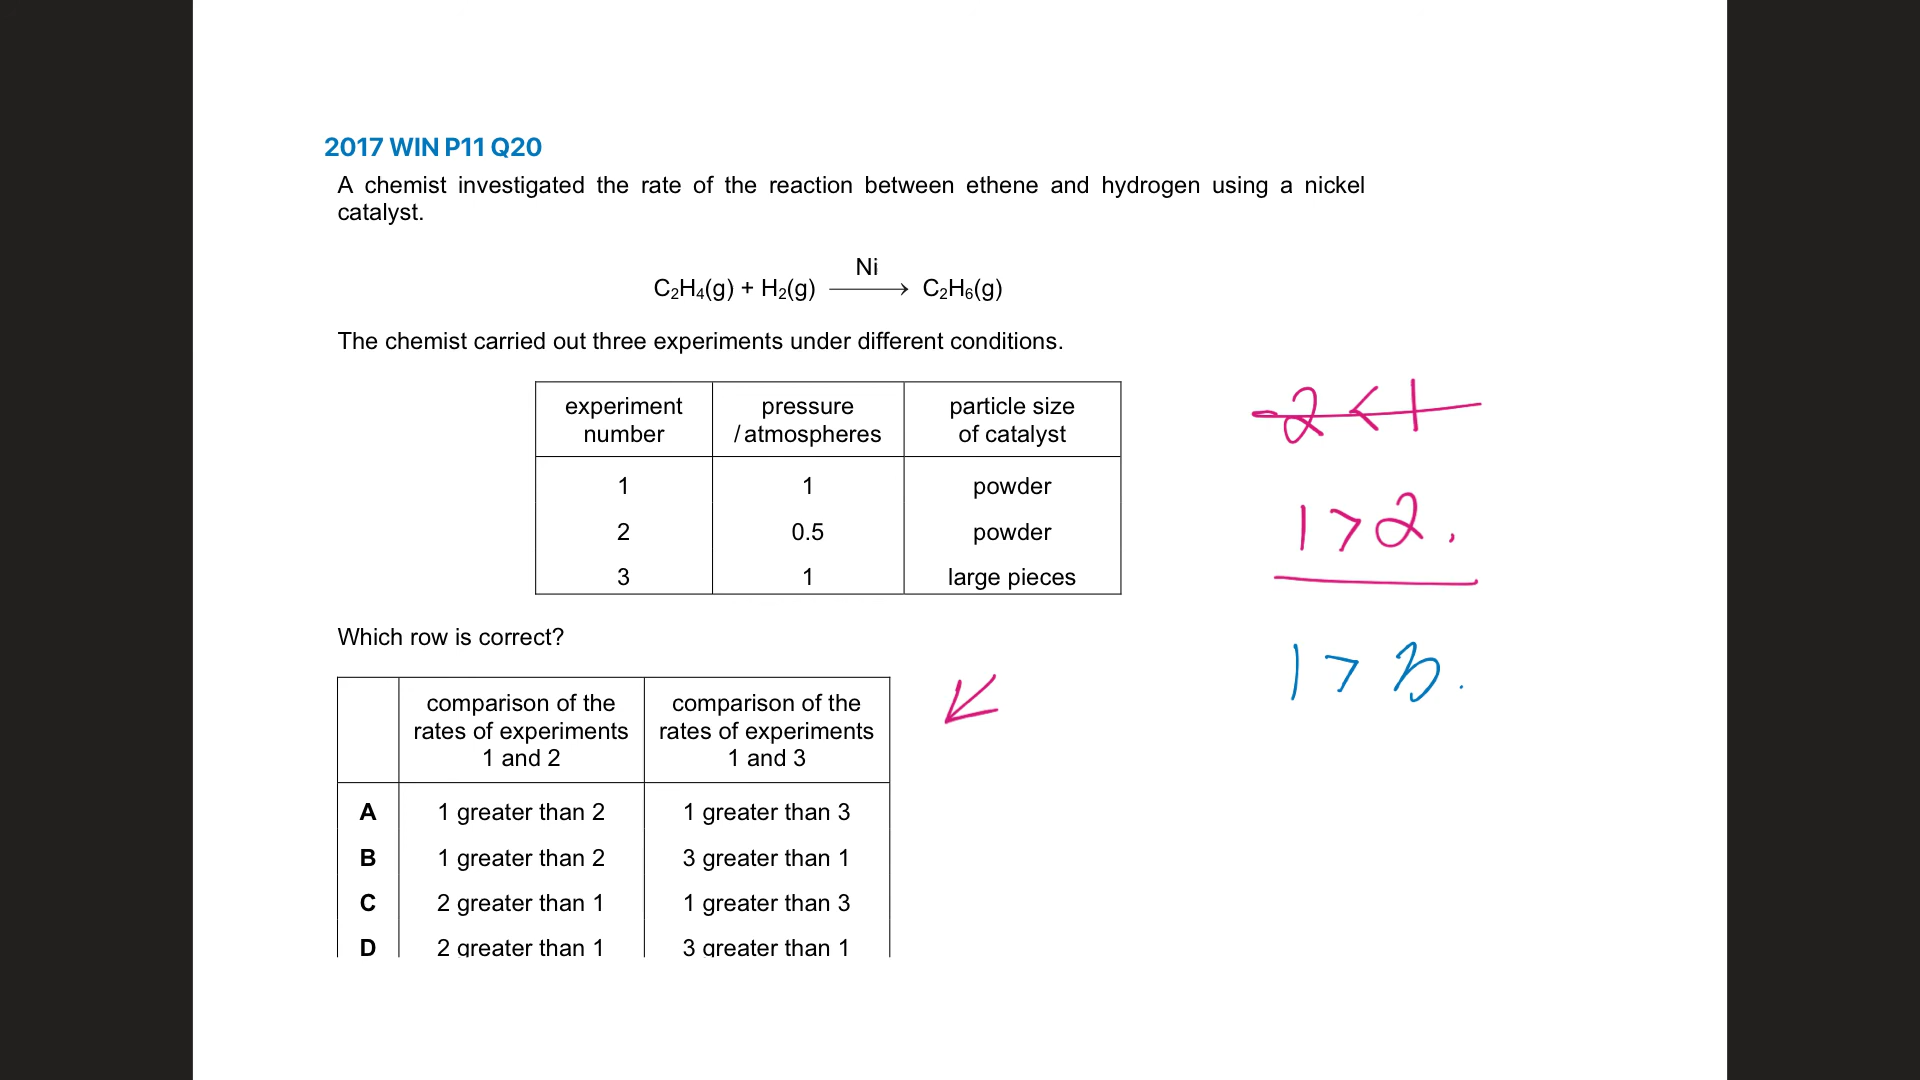 2017 WIN P11 Q20
A chemist investigated the rate of the reaction between ethene and hydrogen using a nickel
catalyst.
Ni
C₂H₄(g) + H₂(g) ⟶ C₂H₆(g)
The chemist carried out three experiments under different conditions.
experiment number | pressure / atmospheres | particle size of catalyst
1 | 1 | powder
2 | 0.5 | powder
3 | 1 | large pieces
2 < 1
1 > 2.
1 > 3.
Which row is correct?
comparison of the rates of experiments 1 and 2 | comparison of the rates of experiments 1 and 3
A | 1 greater than 2 | 1 greater than 3
B | 1 greater than 2 | 3 greater than 1
C | 2 greater than 1 | 1 greater than 3
D | 2 greater than 1 | 3 greater than 1